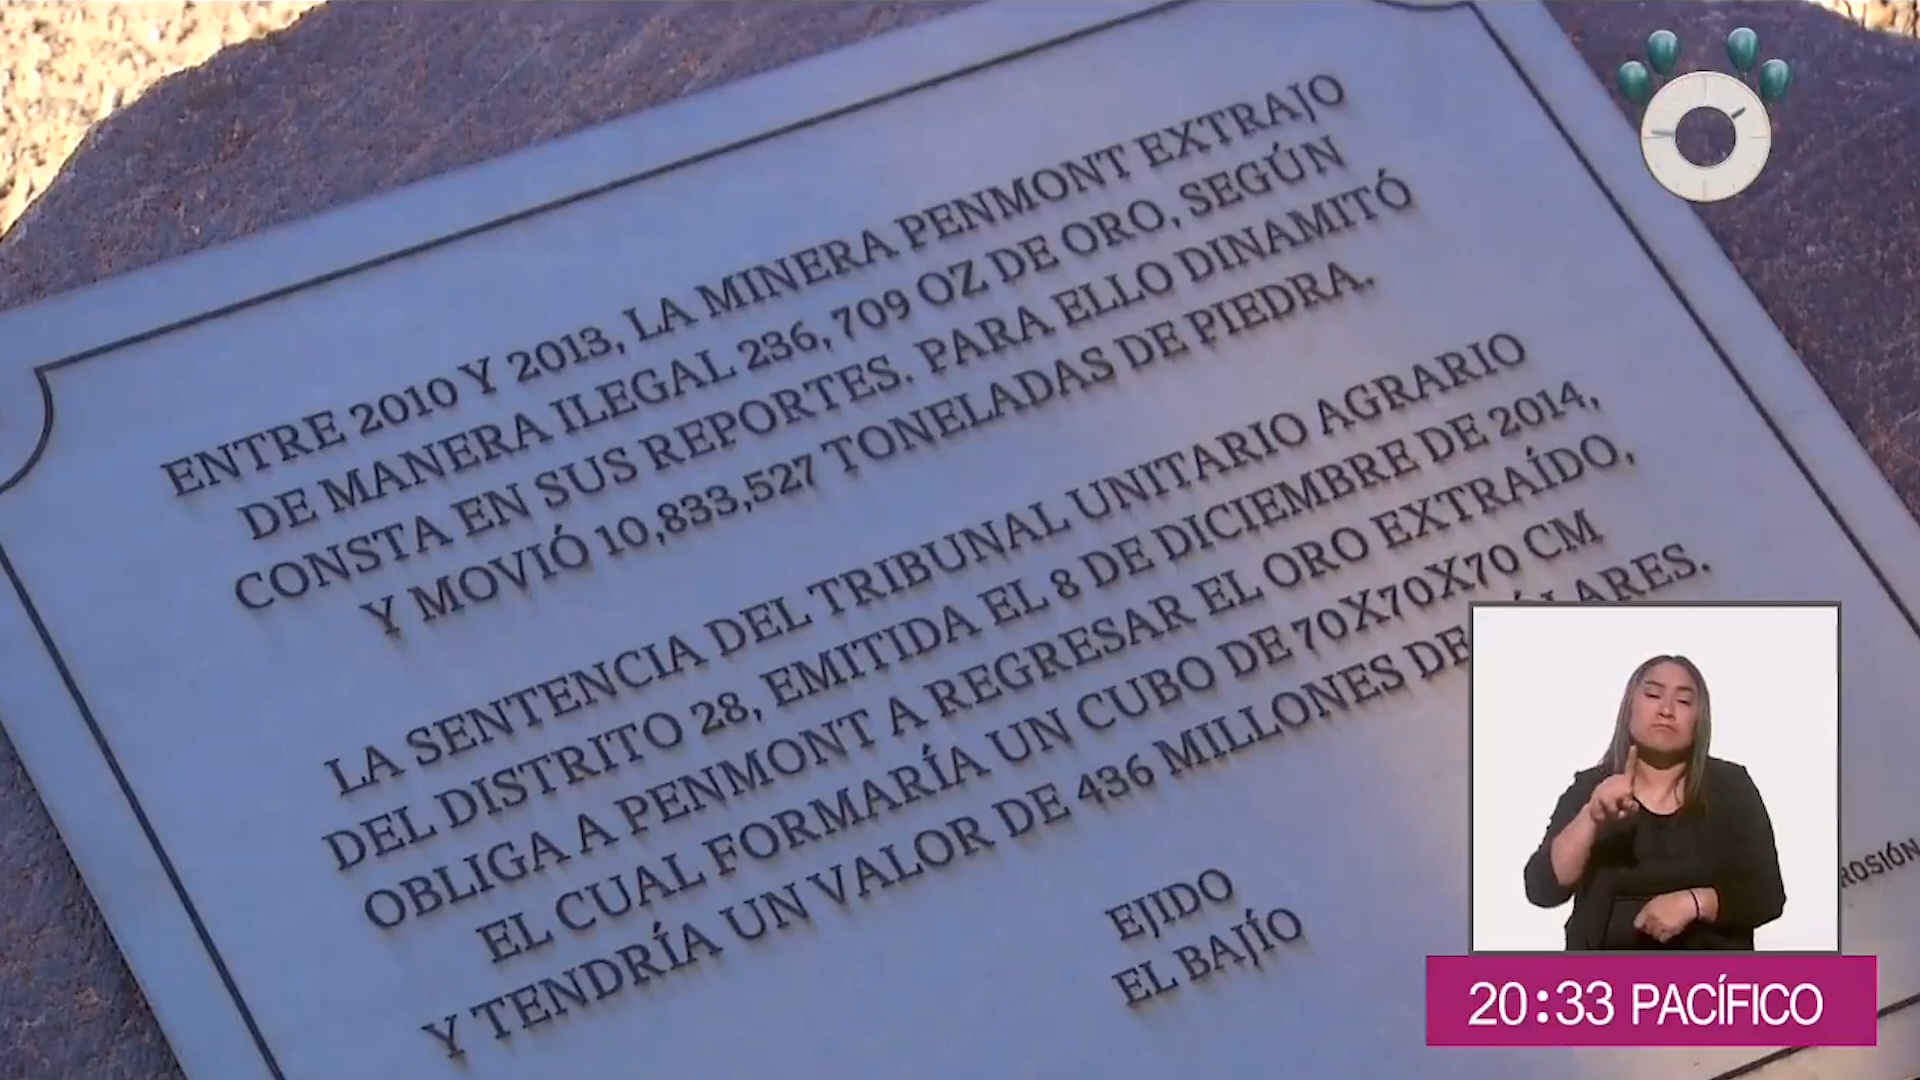 ENTRE 2010 Y 2013, LA MINERA PENMONT EXTRAJO
DE MANERA ILEGAL 236, 709 OZ DE ORO, SEGÚN
CONSTA EN SUS REPORTES. PARA ELLO DINAMITÓ
Y MOVIÓ 10,833,527 TONELADAS DE PIEDRA.
LA SENTENCIA DEL TRIBUNAL UNITARIO AGRARIO
DEL DISTRITO 28, EMITIDA EL 8 DE DICIEMBRE DE 2014,
OBLIGA A PENMONT A REGRESAR EL ORO EXTRAÍDO,
EL CUAL FORMARÍA UN CUBO DE 70X70X70 CM
Y TENDRÍA UN VALOR DE 436 MILLONES DE
EJIDO
EL BAJÍO
20:33 PACÍFICO